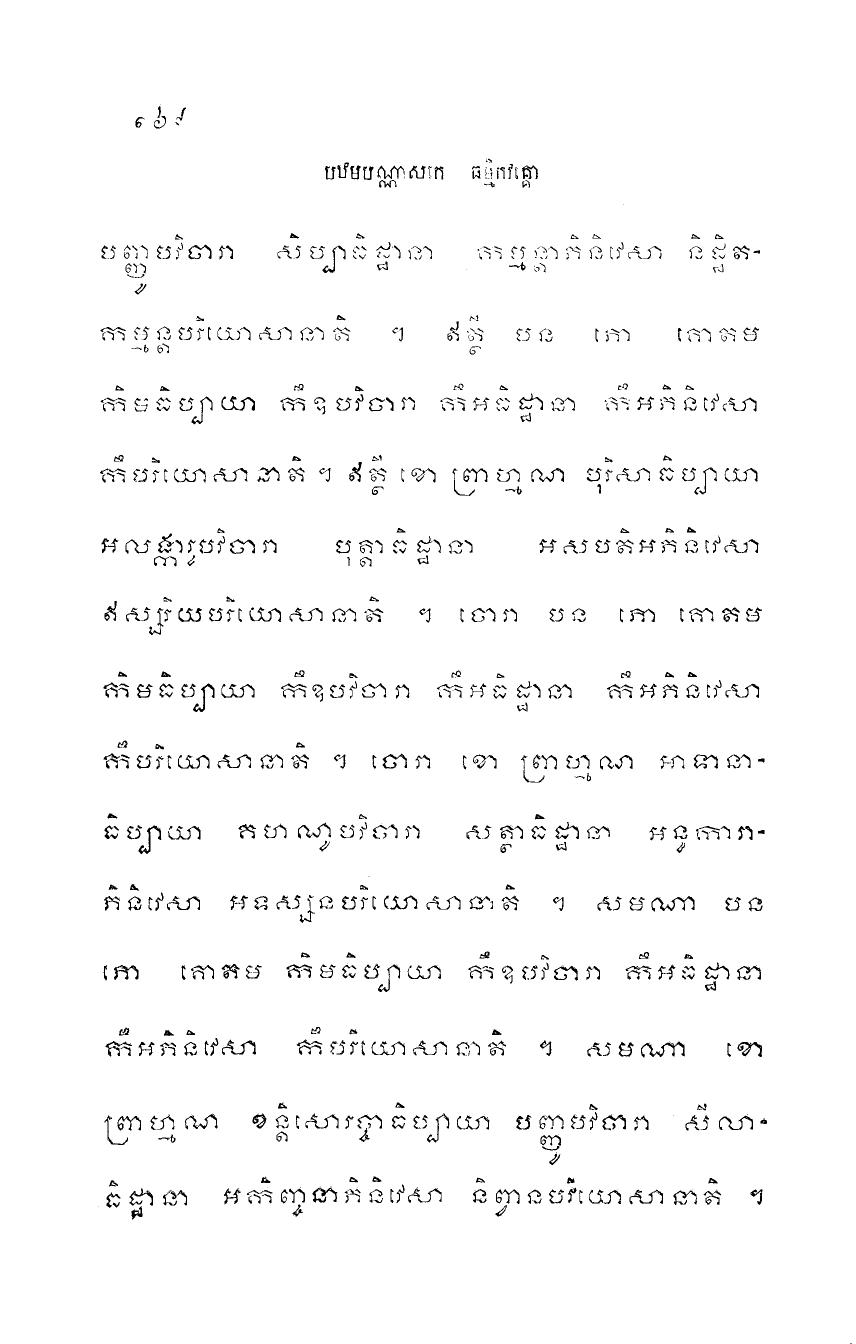 ១៦៩
បឋមបណ្ណាសកេ ធម្មិកវគ្គោ
បញ្ញូបវិចារា សិប្បាធិដ្ឋានា កម្មន្តាភិនិវេសា និដ្ឋិត-
កម្មន្តបរិយោសានាតិ ។ ឥត្ថី បន ភោ គោតម
កិមធិប្បាយា កឹឧបវិចារា កឹអធិដ្ឋានា កឹអភិនិវេសា
កឹបរិយោសានាតិ ។ ឥត្ថី ខោ ព្រាហ្មណ បុរិសាធិប្បាយា
អលង្ការូបវិចារា បុត្តាធិដ្ឋានា អសបតិអភិនិវេសា
ឥស្សរិយបរិយោសានាតិ ។ ចោរា បន ភោ គោតម
កិមធិប្បាយា កឹឧបវិចារា កឹអធិដ្ឋានា កឹអភិនិវេសា
កឹបរិយោសានាតិ ។ ចោរា ខោ ព្រាហ្មណ អាទានា-
ធិប្បាយា គហណូបវិចារា សត្ថាធិដ្ឋានា អន្ធការា-
ភិនិវេសា អទស្សនបរិយោសានាតិ ។ សមណា បន
ភោ គោតម កិមធិប្បាយា កឹឧបវិចារា កឹអធិដ្ឋានា
កឹអភិនិវេសា កឹបរិយោសានាតិ ។ សមណា ខោ
ព្រាហ្មណ ខន្តិសោរច្ចាធិប្បាយា បញ្ញូបវិចារា សីលា-
ធិដ្ឋានា អកិញ្ចនាភិនិវេសា និព្វានបរិយោសានាតិ ។